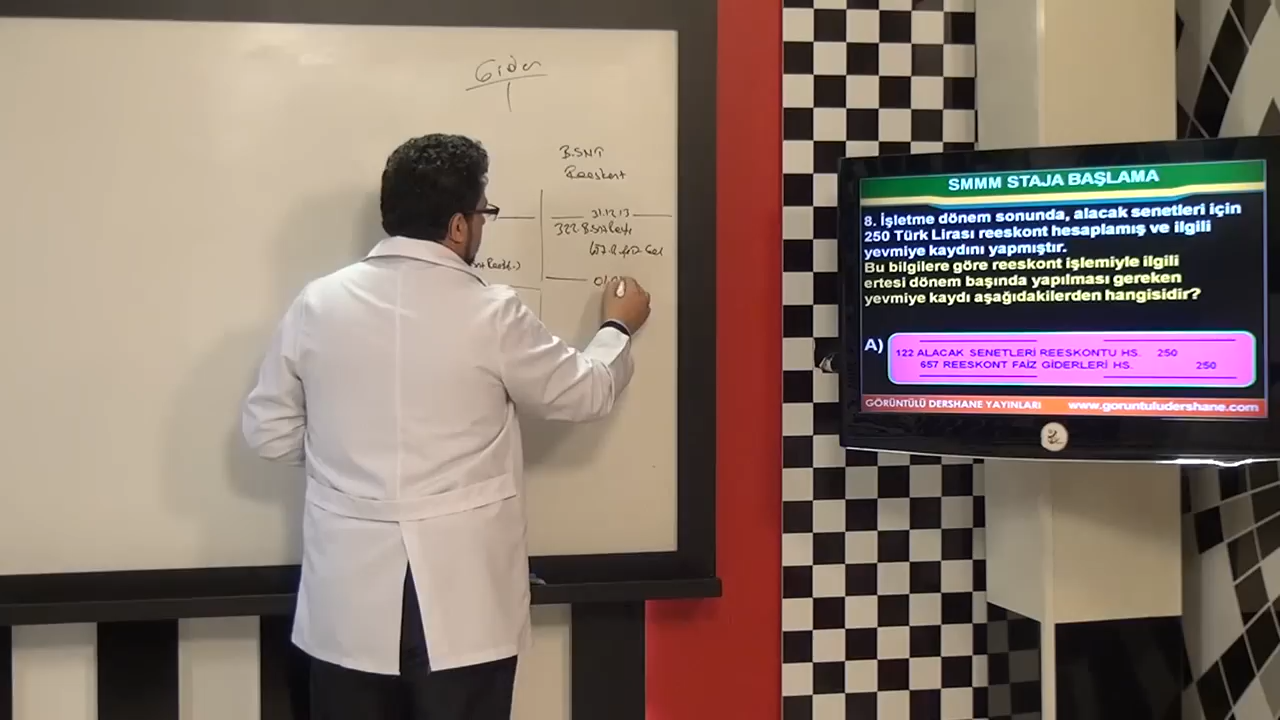 Gider
B.SNT
Reeskont
31.12.13
322 B.Snt Reek
SMMM STAJA BAŞLAMA
8. İşletme dönem sonunda, alacak senetleri için
250 Türk Lirası reeskont hesaplamış ve ilgili
yevmiye kaydını yapmıştır.
Bu bilgilere göre reeskont işlemiyle ilgili
ertesi dönem başında yapılması gereken
yevmiye kaydı aşağıdakilerden hangisidir?
A)
122 ALACAK SENETLERİ REESKONTU HS. 250
657 REESKONT FAİZ GİDERLERİ HS. 250
GÖRÜNTÜLÜ DERSHANE YAYINLARI www.goruntuludershane.com